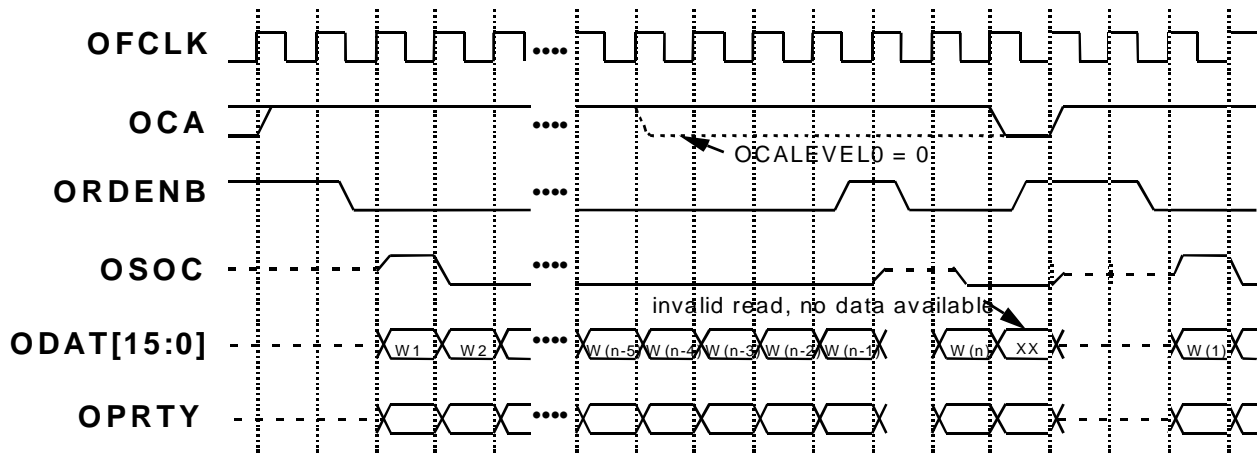 OFCLK
OCA
OCALEVEL0 = 0
ORDENB
OSOC
invalid read, no data available
ODAT[15:0]
W1 W2 W(n-5) W(n-4) W(n-3) W(n-2) W(n-1) W(n) XX W(1)
OPRTY